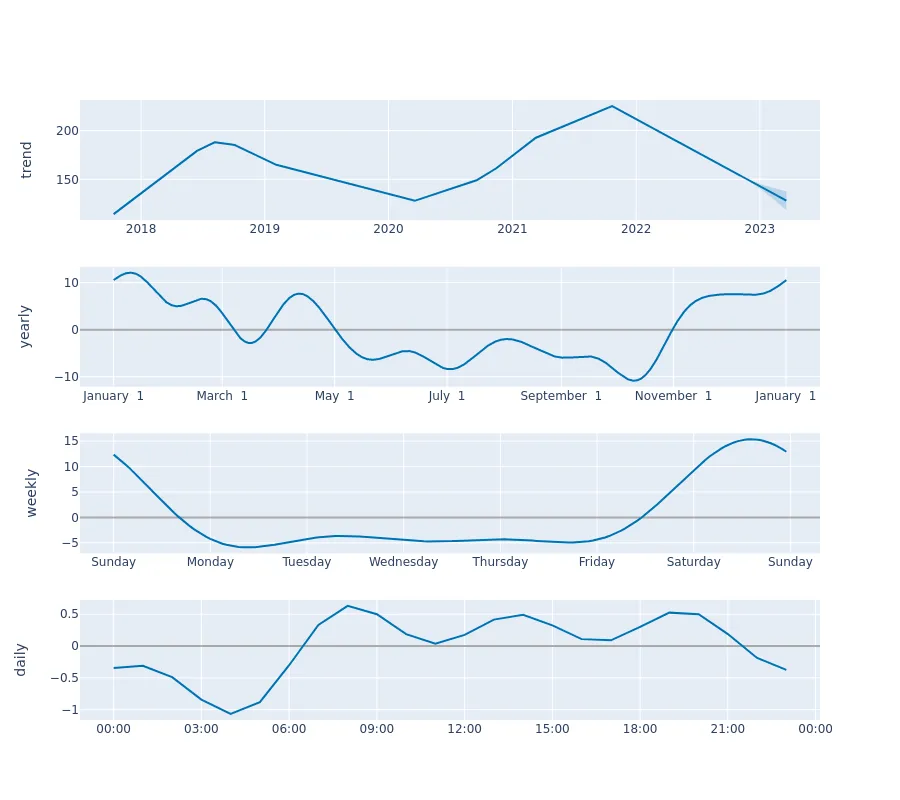 trend
200
150
2018 2019 2020 2021 2022 2023
yearly
10
0
−10
January 1 March 1 May 1 July 1 September 1 November 1 January 1
weekly
15
10
5
0
−5
Sunday Monday Tuesday Wednesday Thursday Friday Saturday Sunday
daily
0.5
0
−0.5
−1
00:00 03:00 06:00 09:00 12:00 15:00 18:00 21:00 00:00